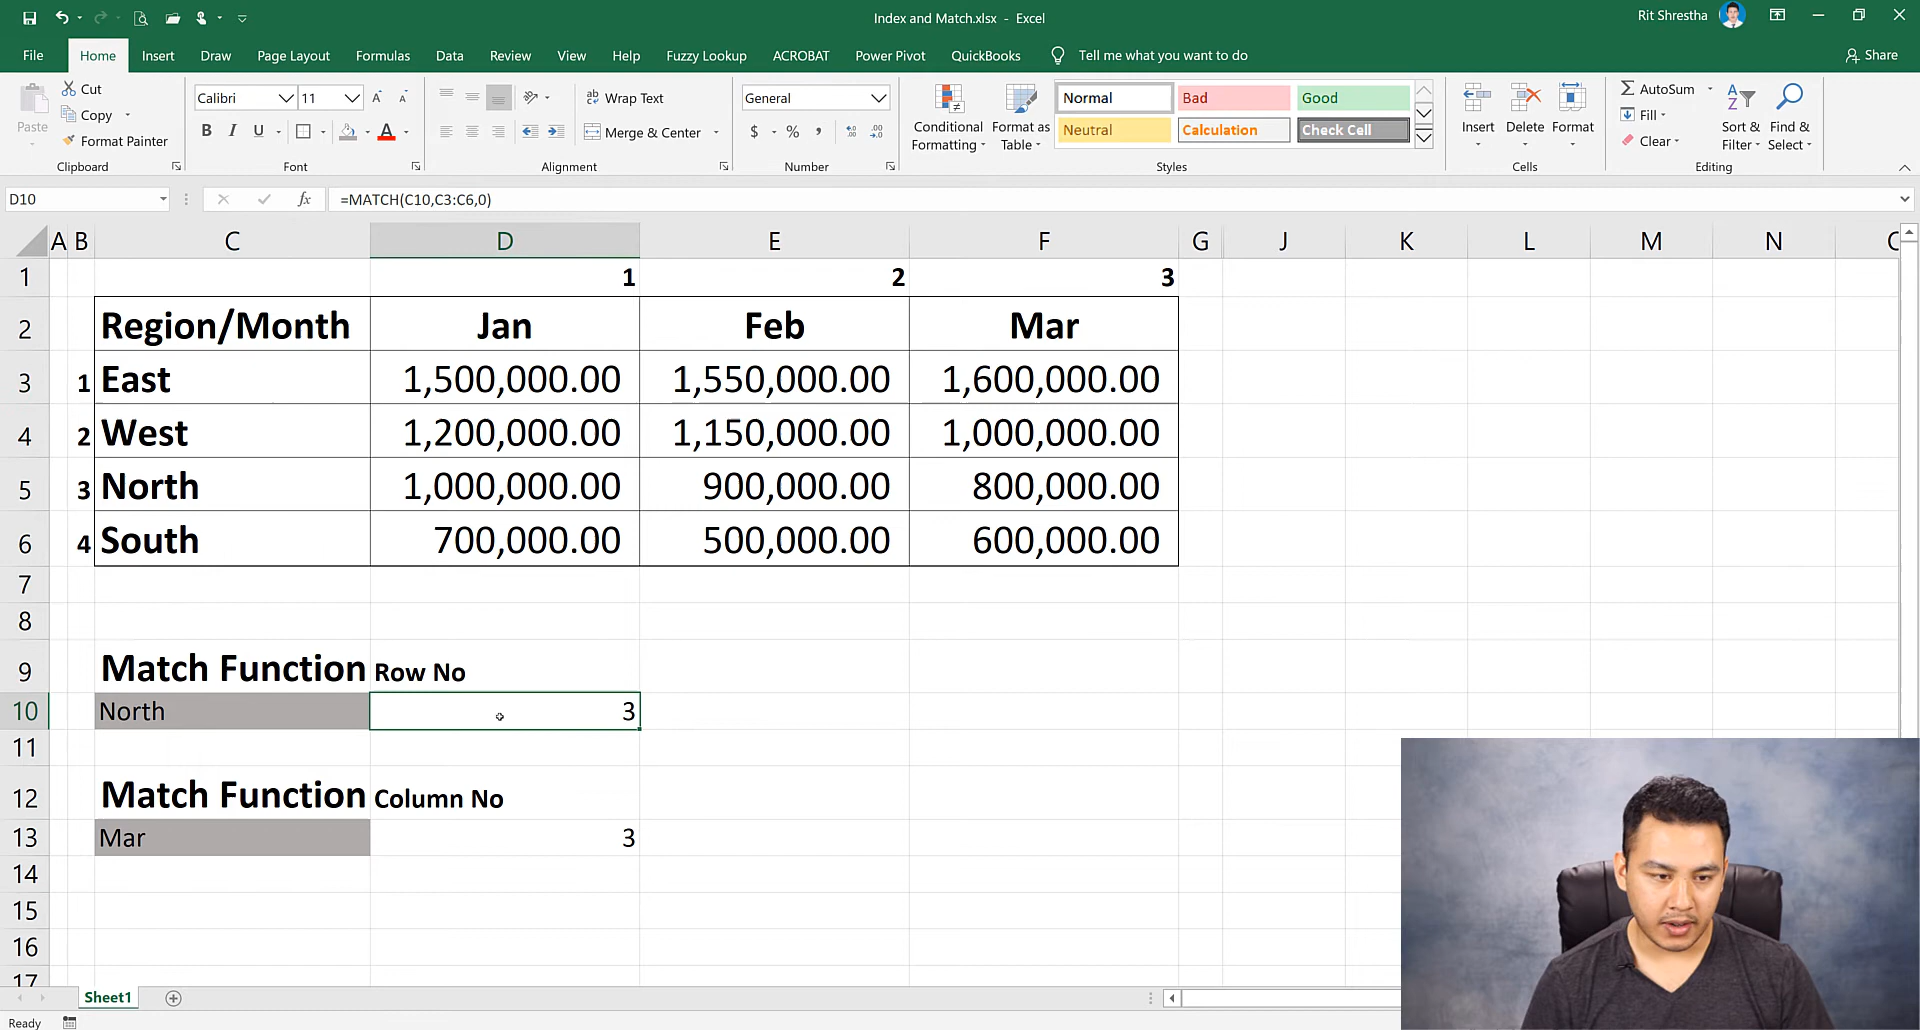 Index and Match.xlsx - Excel
Rit Shrestha
File Home Insert Draw Page Layout Formulas Data Review View Help Fuzzy Lookup ACROBAT Power Pivot QuickBooks Tell me what you want to do Share
Paste
Cut
Copy
Format Painter
Clipboard
Calibri 11
B I U
Font
Wrap Text
Merge & Center
Alignment
General
$ % ,
Number
Conditional Formatting
Format as Table
Normal Bad Good
Neutral Calculation Check Cell
Styles
Insert Delete Format
Cells
AutoSum
Fill
Clear
Sort & Filter
Find & Select
Editing
D10 fx =MATCH(C10,C3:C6,0)
A B C D E F G J K L M N
1 1 2 3
2 Region/Month Jan Feb Mar
3 1 East 1,500,000.00 1,550,000.00 1,600,000.00
4 2 West 1,200,000.00 1,150,000.00 1,000,000.00
5 3 North 1,000,000.00 900,000.00 800,000.00
6 4 South 700,000.00 500,000.00 600,000.00
7
8
9 Match Function Row No
10 North 3
11
12 Match Function Column No
13 Mar 3
14
15
16
17
Sheet1
Ready